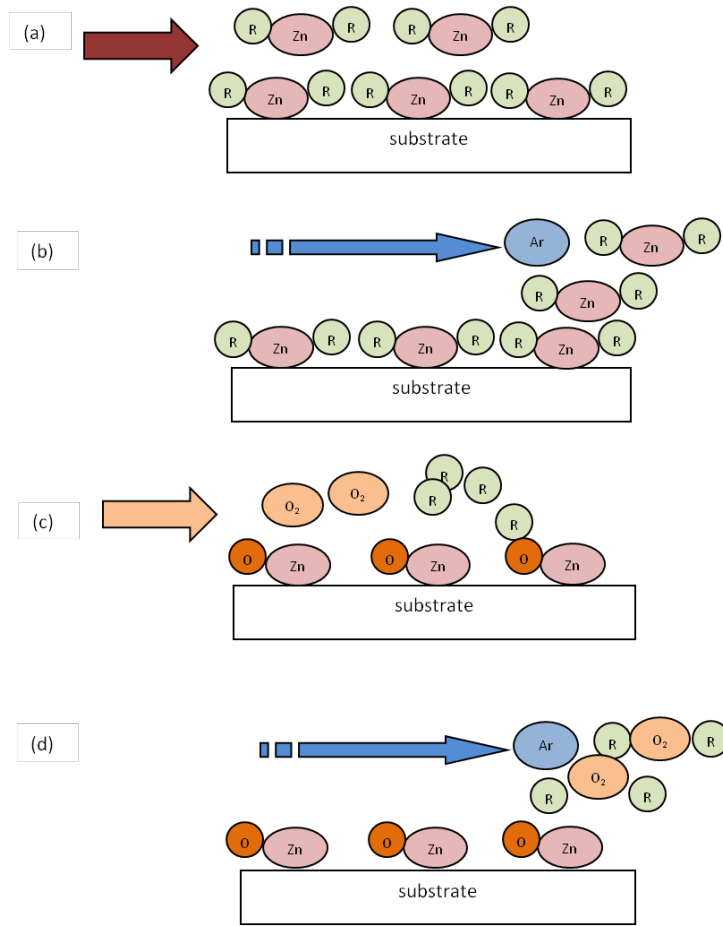 (a)
R Zn R R Zn R
R Zn R R Zn R R Zn R
substrate
(b)
Ar R Zn R
R Zn R
R Zn R R Zn R R Zn R
substrate
(c)
O₂ O₂ R R R
R
O Zn O Zn O Zn
substrate
(d)
Ar R O₂ R
R O₂ R
O Zn O Zn O Zn
substrate